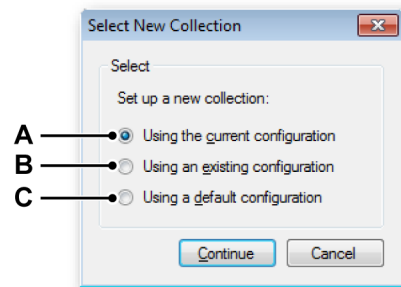 Select New Collection
Select
Set up a new collection:
A Using the current configuration
B Using an existing configuration
C Using a default configuration
Continue Cancel